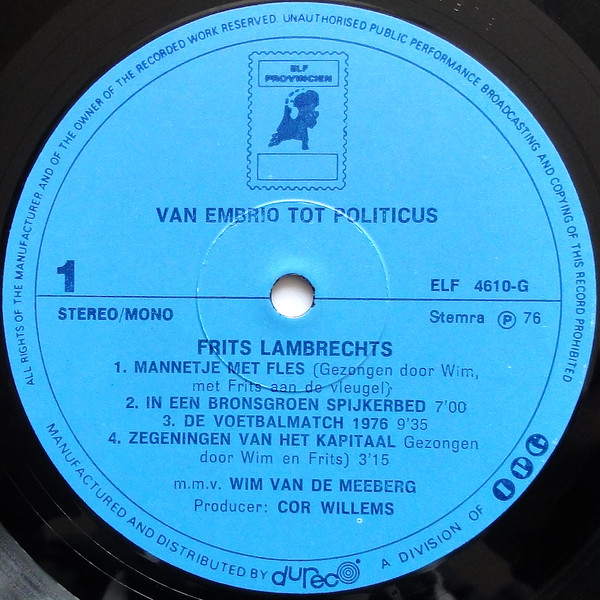 ALL RIGHTS OF THE MANUFACTURER AND OF THE OWNER OF THE RECORDED WORK RESERVED. UNAUTHORISED PUBLIC PERFORMANCE BROADCASTING AND COPYING OF THIS RECORD PROHIBITED
ELF
PROVINCIEN
VAN EMBRIO TOT POLITICUS
1
ELF 4610-G
STEREO/MONO
Stemra Ⓟ 76
FRITS LAMBRECHTS
1. MANNETJE MET FLES (Gezongen door Wim,
met Frits aan de vleugel)
2. IN EEN BRONSGROEN SPIJKERBED 7'00
3. DE VOETBALMATCH 1976 9'35
4. ZEGENINGEN VAN HET KAPITAAL Gezongen
door Wim en Frits) 3'15
m.m.v. WIM VAN DE MEEBERG
Producer: COR WILLEMS
MANUFACTURED AND DISTRIBUTED BY dureco A DIVISION OF